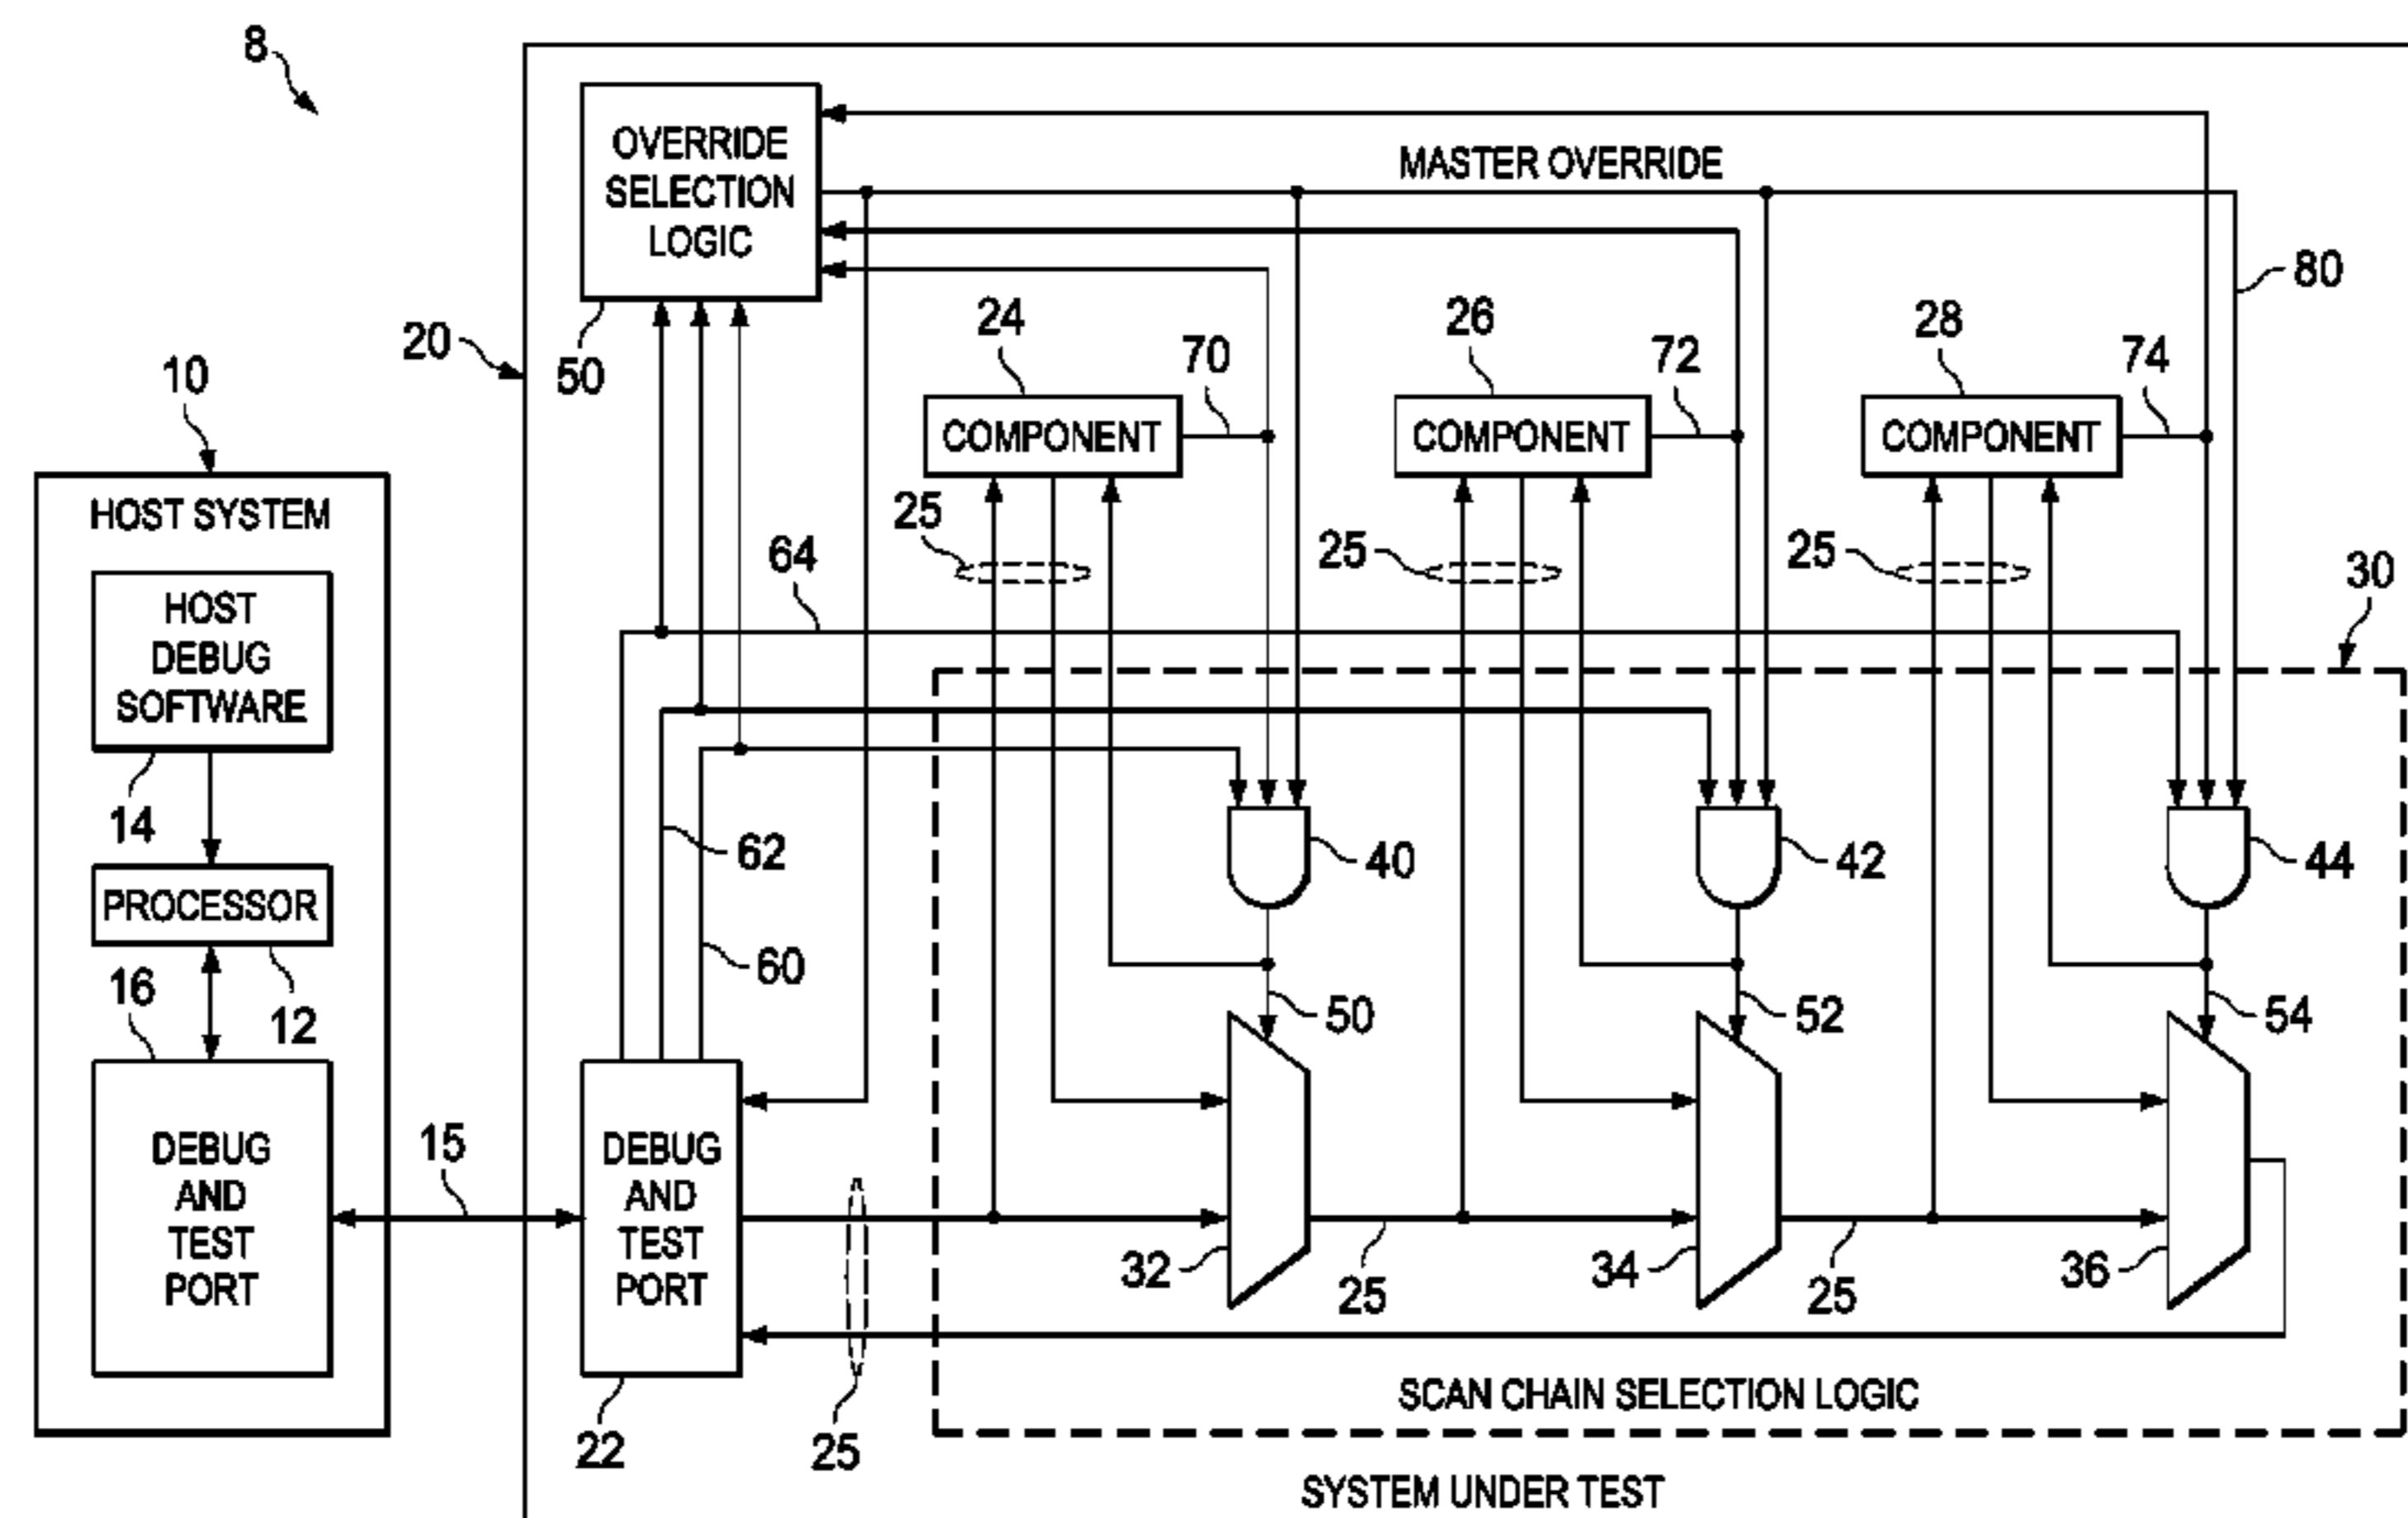 8
OVERRIDE
SELECTION
LOGIC
MASTER OVERRIDE
80
20
50
24
70
26
72
28
74
10
COMPONENT
COMPONENT
COMPONENT
HOST SYSTEM
25
25
25
64
30
HOST
DEBUG
SOFTWARE
14
62
40
42
44
PROCESSOR
60
16
12
50
52
54
DEBUG
AND
TEST
PORT
15
DEBUG
AND
TEST
PORT
32
25
34
25
36
22
25
SCAN CHAIN SELECTION LOGIC
SYSTEM UNDER TEST